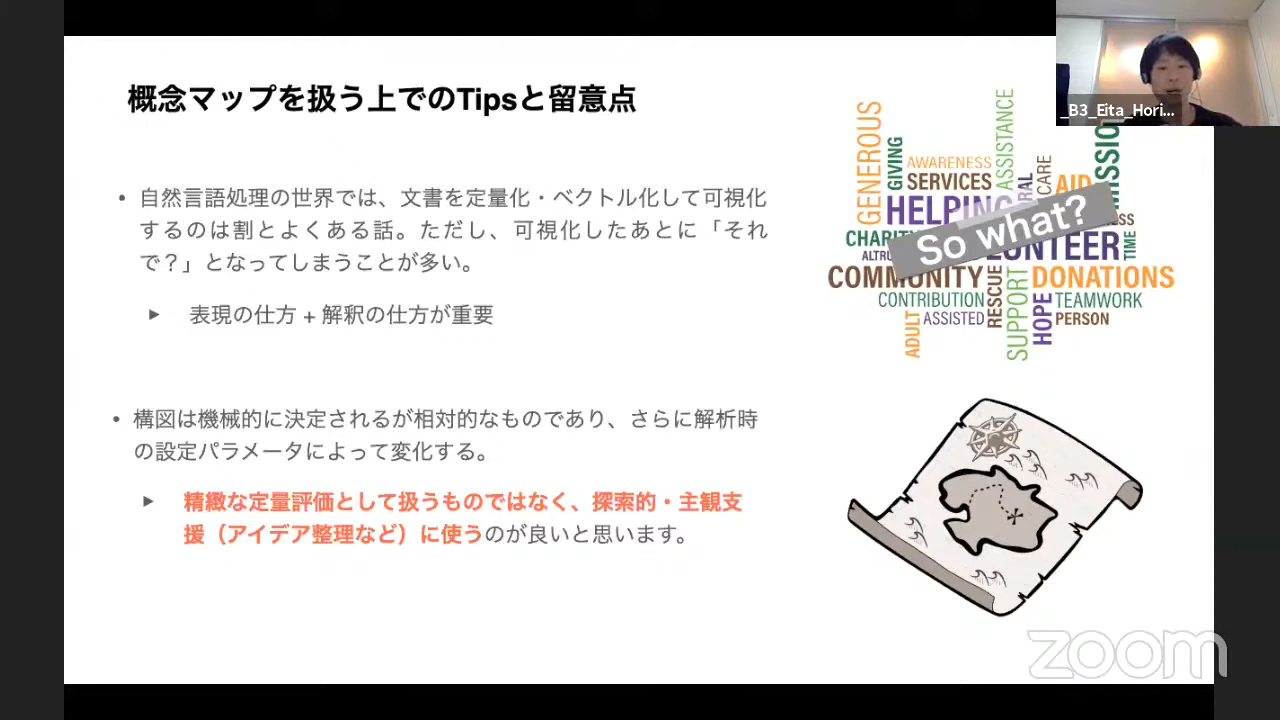 概念マップを扱う上でのTipsと留意点
_B3_Eita_Hori...
• 自然言語処理の世界では、文書を定量化・ベクトル化して可視化
するのは割とよくある話。ただし、可視化したあとに「それ
で？」となってしまうことが多い。
▶ 表現の仕方 + 解釈の仕方が重要
• 構図は機械的に決定されるが相対的なものであり、さらに解析時
の設定パラメータによって変化する。
▶ 精緻な定量評価として扱うものではなく、探索的・主観支
援（アイデア整理など）に使うのが良いと思います。
GENEROUS
GIVING
AWARENESS
SERVICES
ASSISTANCE
CARE
AID
HELPING
So what?
TIME
COMMUNITY
DONATIONS
CONTRIBUTION
RESCUE
SUPPORT
HOPE
TEAMWORK
ADULT
ASSISTED
PERSON
zoom